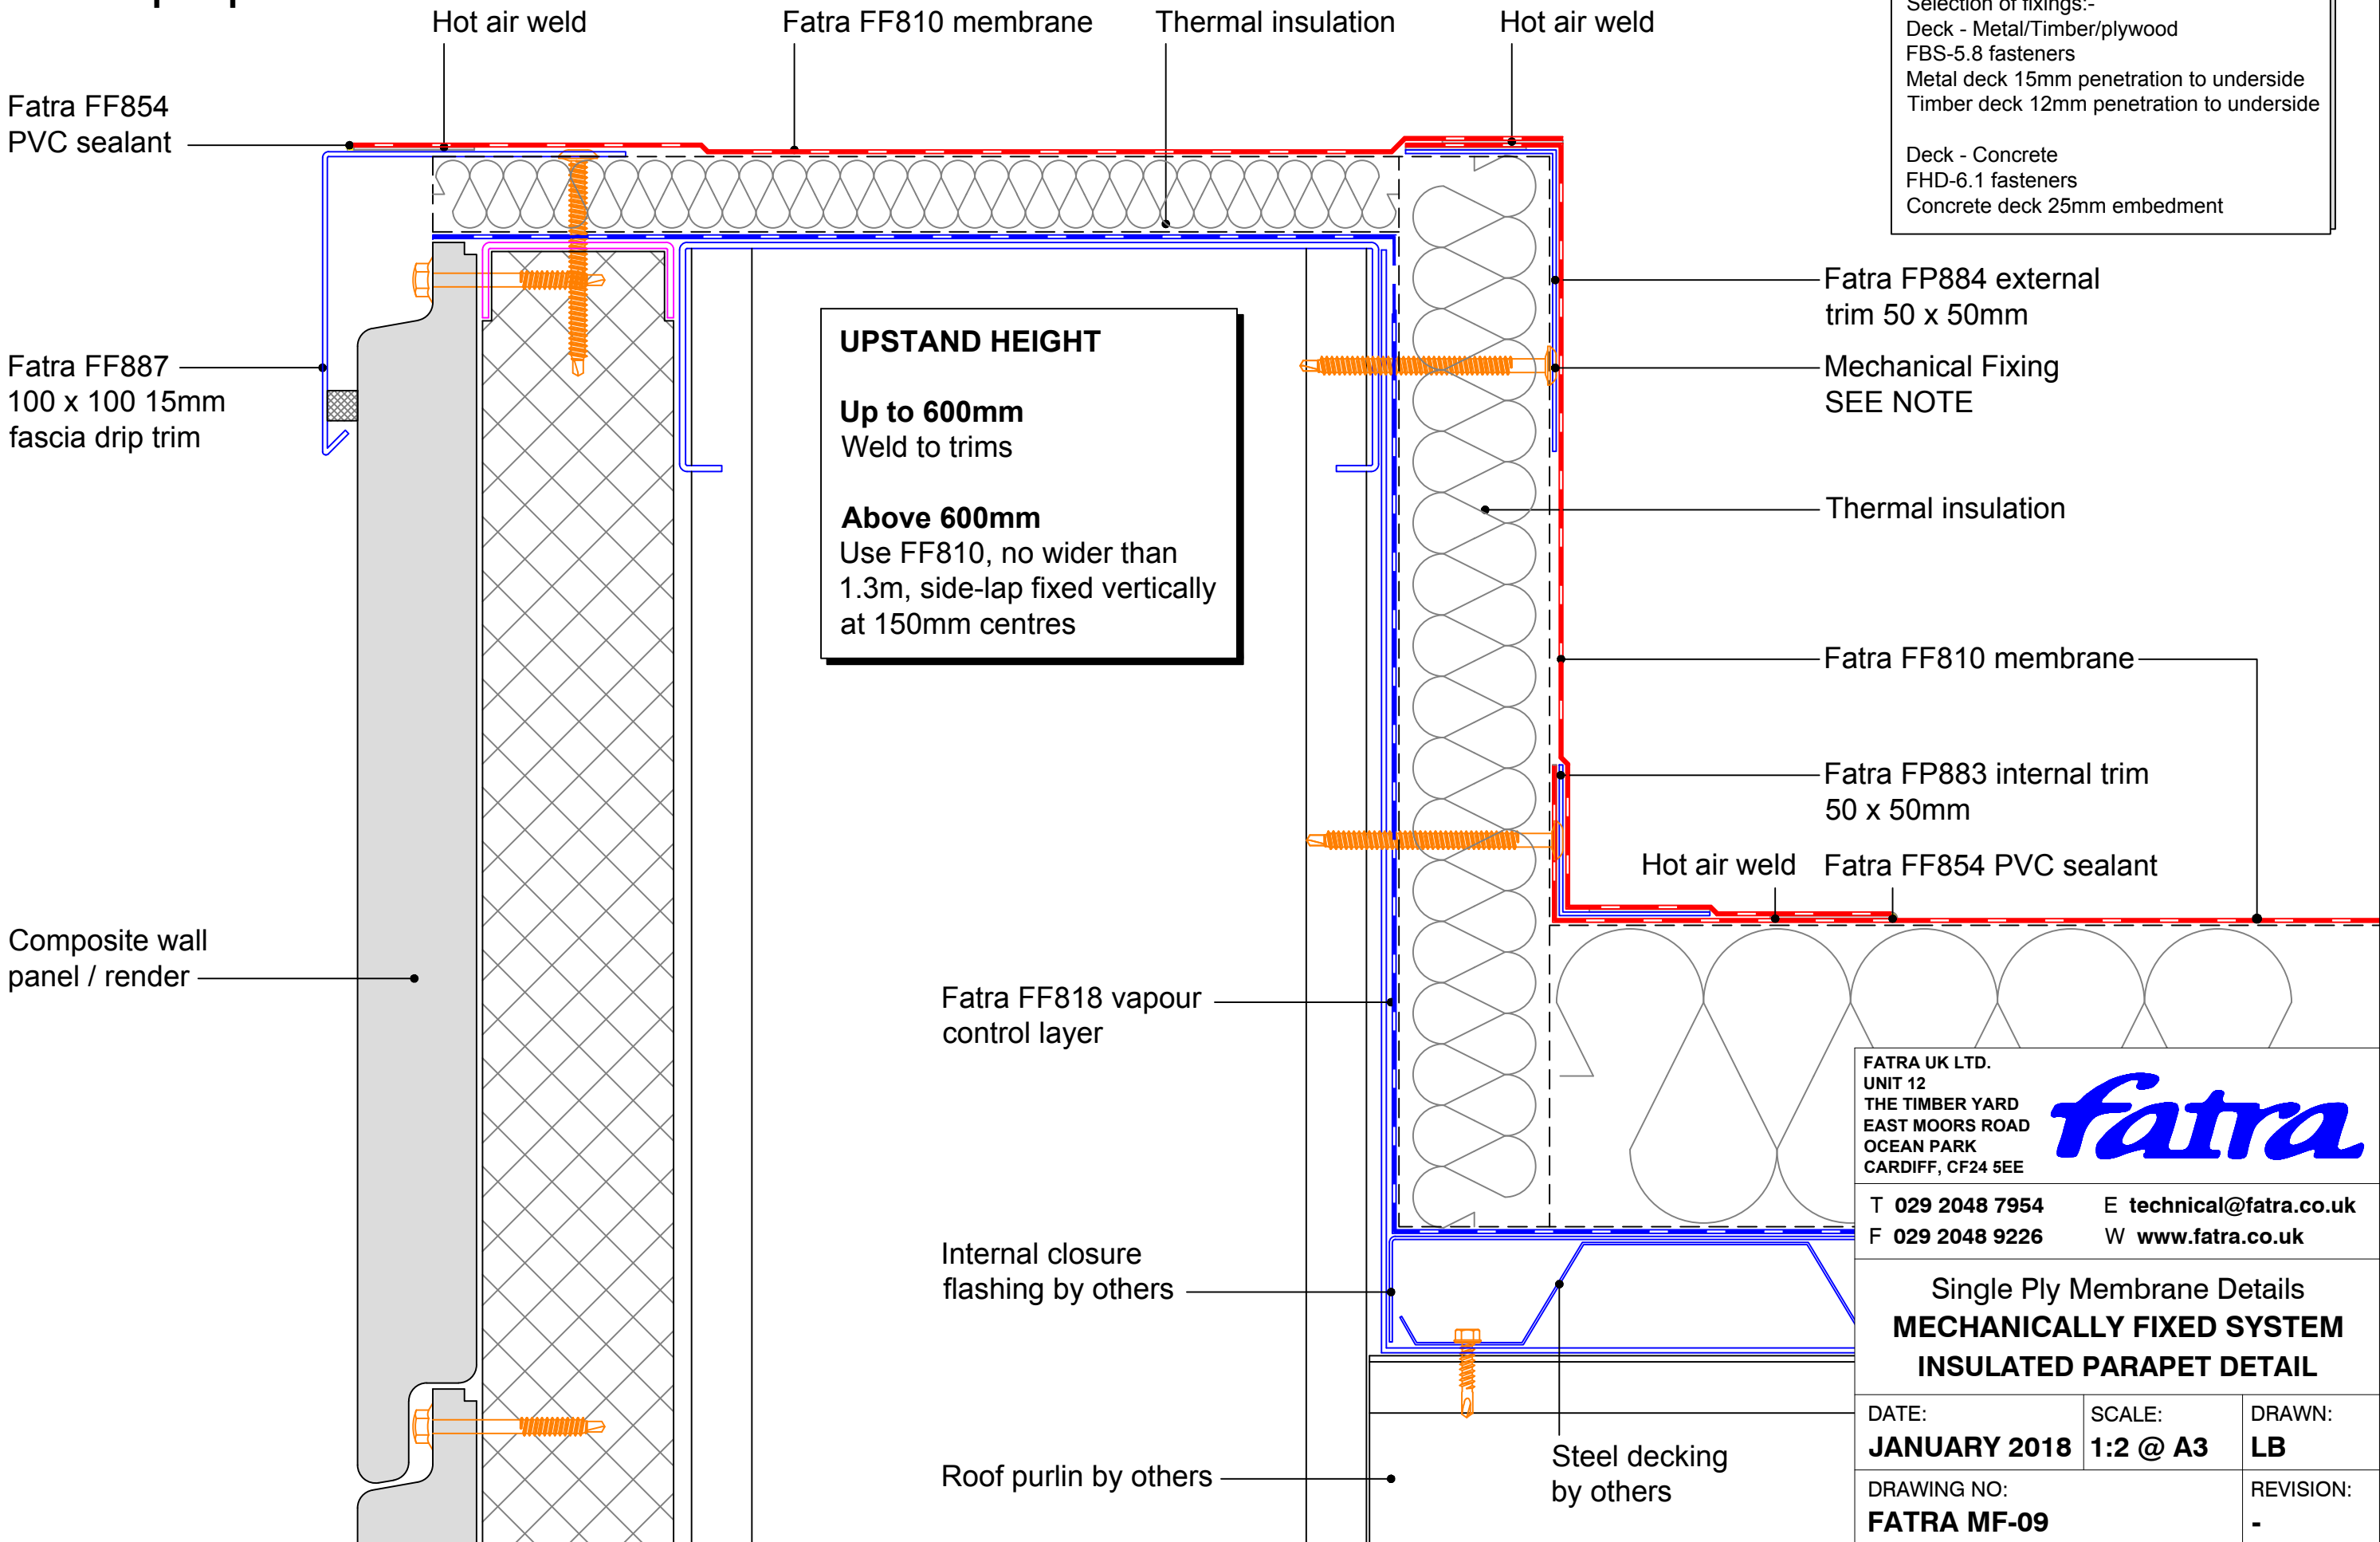 Hot air weld
Fatra FF810 membrane
Thermal insulation
Hot air weld
Selection of fixings:-
Deck - Metal/Timber/plywood
FBS-5.8 fasteners
Metal deck 15mm penetration to underside
Timber deck 12mm penetration to underside
Deck - Concrete
FHD-6.1 fasteners
Concrete deck 25mm embedment
Fatra FF854
PVC sealant
Fatra FF887
100 x 100 15mm
fascia drip trim
UPSTAND HEIGHT
Up to 600mm
Weld to trims
Above 600mm
Use FF810, no wider than
1.3m, side-lap fixed vertically
at 150mm centres
Fatra FP884 external
trim 50 x 50mm
Mechanical Fixing
SEE NOTE
Thermal insulation
Fatra FF810 membrane
Fatra FP883 internal trim
50 x 50mm
Hot air weld
Fatra FF854 PVC sealant
Composite wall
panel / render
Fatra FF818 vapour
control layer
Internal closure
flashing by others
Roof purlin by others
Steel decking
by others
FATRA UK LTD.
UNIT 12
THE TIMBER YARD
EAST MOORS ROAD
OCEAN PARK
CARDIFF, CF24 5EE
fatra
T 029 2048 7954
E technical@fatra.co.uk
F 029 2048 9226
W www.fatra.co.uk
Single Ply Membrane Details
MECHANICALLY FIXED SYSTEM
INSULATED PARAPET DETAIL
DATE:
JANUARY 2018
SCALE:
1:2 @ A3
DRAWN:
LB
DRAWING NO:
FATRA MF-09
REVISION:
-